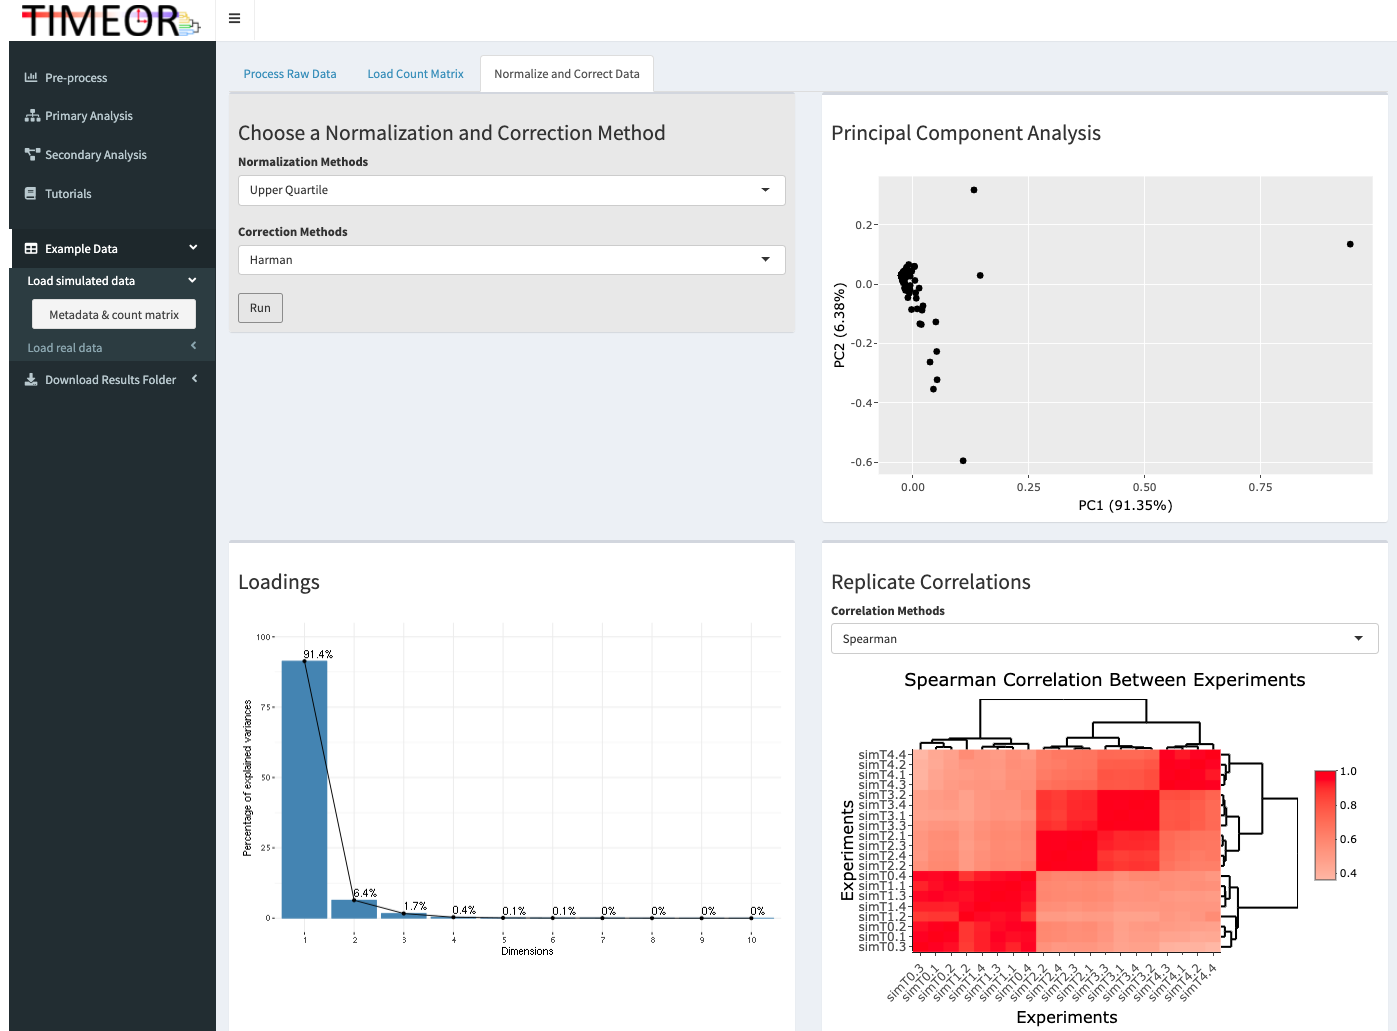 TIMEOR
Pre-process
Primary Analysis
Secondary Analysis
Tutorials
Example Data
Load simulated data
Metadata & count matrix
Load real data
Download Results Folder
Process Raw Data
Load Count Matrix
Normalize and Correct Data
Choose a Normalization and Correction Method
Normalization Methods
Upper Quartile
Correction Methods
Harman
Run
Principal Component Analysis
PC2 (6.38%)
0.2
0.0
-0.2
-0.4
-0.6
0.00 0.25 0.50 0.75
PC1 (91.35%)
Loadings
Percentage of explained variances
100
75
50
25
0
91.4% 6.4% 1.7% 0.4% 0.1% 0.1% 0% 0% 0% 0%
1 2 3 4 5 6 7 8 9 10
Dimensions
Replicate Correlations
Correlation Methods
Spearman
Spearman Correlation Between Experiments
Experiments
simT4.4
simT4.2
simT4.1
simT4.3
simT3.2
simT3.4
simT3.1
simT3.3
simT2.1
simT2.3
simT2.4
simT2.2
simT0.4
simT1.1
simT1.3
simT1.4
simT1.2
simT0.2
simT0.1
simT0.3
simT0.3 simT0.1 simT0.2 simT1.2 simT1.4 simT1.3 simT1.1 simT0.4 simT2.2 simT2.4 simT2.3 simT2.1 simT3.3 simT3.1 simT3.4 simT3.2 simT4.3 simT4.1 simT4.2 simT4.4
Experiments
1.0
0.8
0.6
0.4